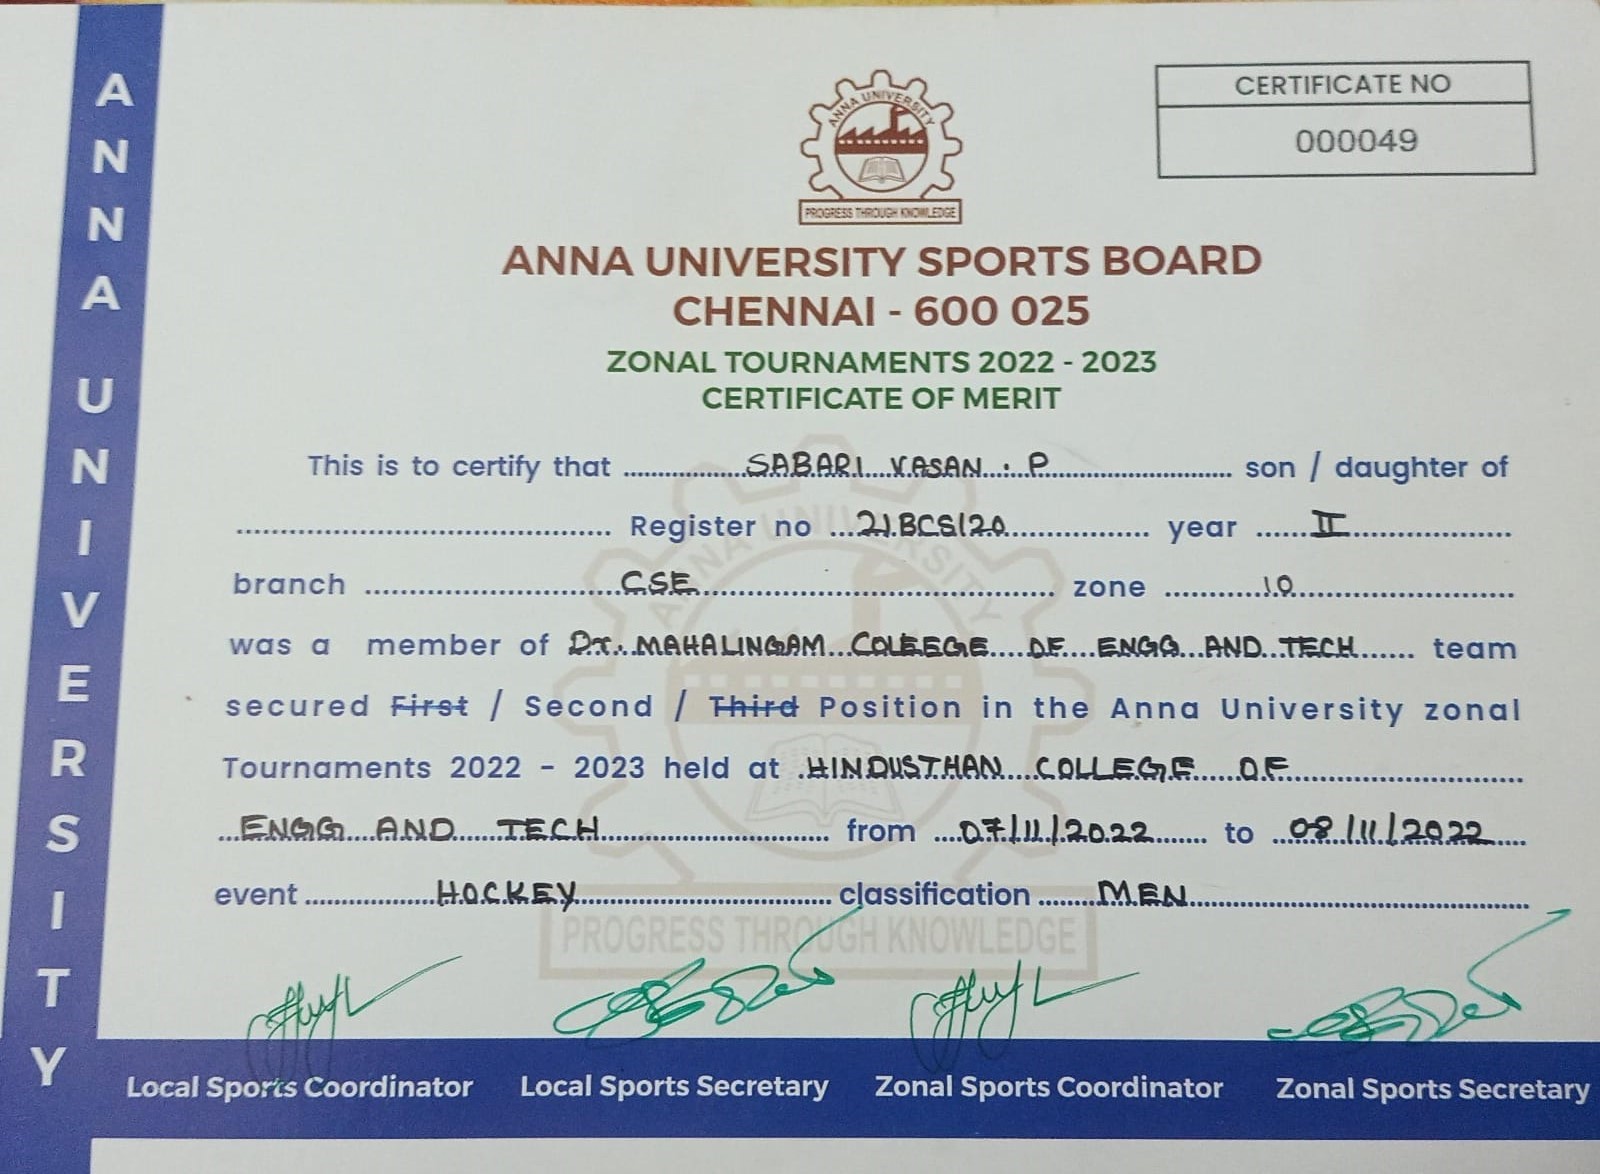 ANNA UNIVERSITY
ANNA UNIVERSITY
PROGRESS THROUGH KNOWLEDGE
CERTIFICATE NO
000049
ANNA UNIVERSITY SPORTS BOARD
CHENNAI - 600 025
ZONAL TOURNAMENTS 2022 - 2023
CERTIFICATE OF MERIT
This is to certify that SABARI VASAN . P son / daughter of
Register no 21BCS120 year II
branch CSE zone 10
was a member of Dr. MAHALINGAM COLEEGE OF ENGG AND TECH team
secured First / Second / Third Position in the Anna University zonal
Tournaments 2022 - 2023 held at HINDUSTHAN COLLEGE OF
ENGG AND TECH from 07/11/2022 to 08/11/2022
event HOCKEY classification MEN
ANNA UNIVERSITY
PROGRESS THROUGH KNOWLEDGE
Local Sports Coordinator Local Sports Secretary Zonal Sports Coordinator Zonal Sports Secretary